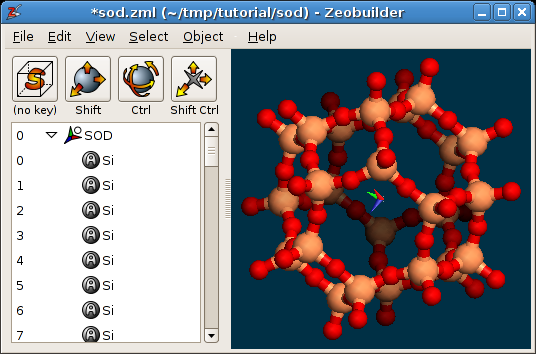 *sod.zml (~/tmp/tutorial/sod) - Zeobuilder
File Edit View Select Object Help
(no key) Shift Ctrl Shift Ctrl
0 SOD
0 Si
1 Si
2 Si
3 Si
4 Si
5 Si
6 Si
7 Si